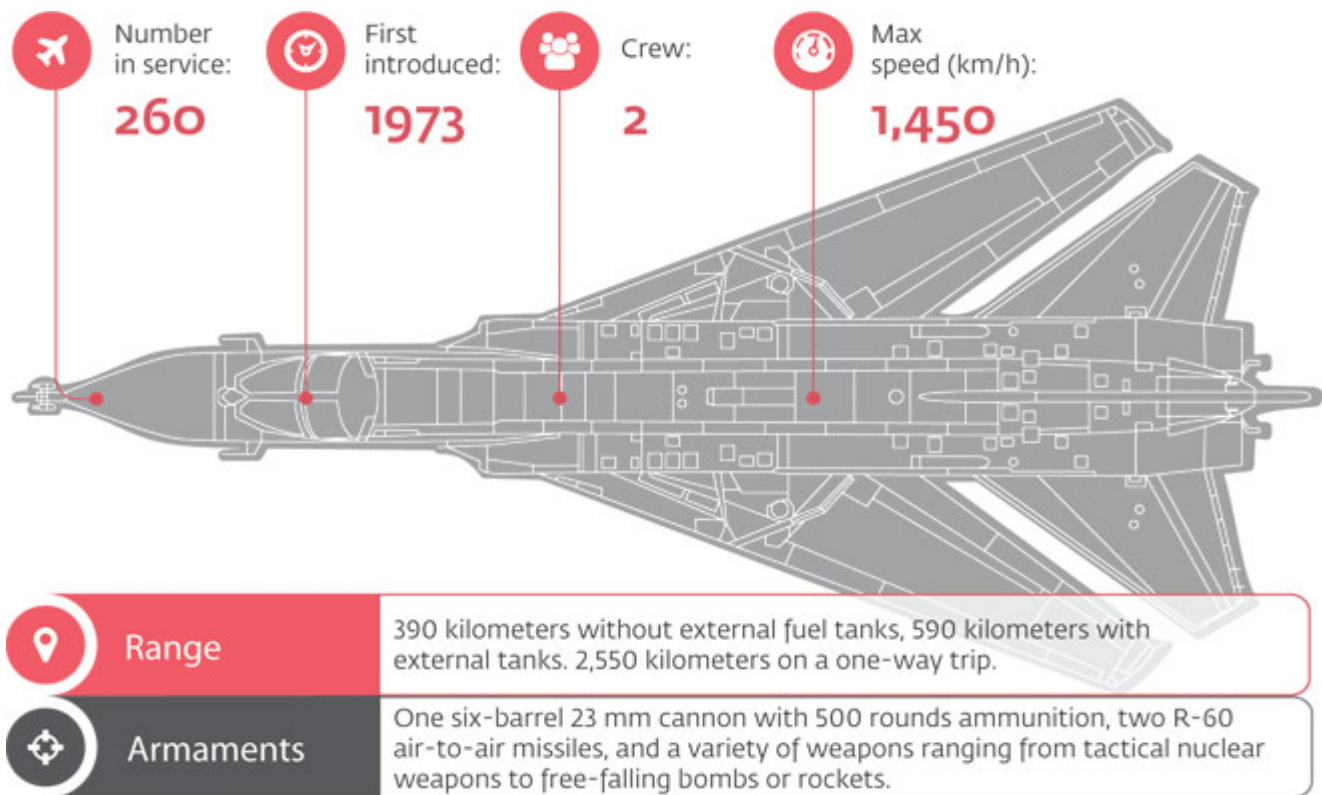 Number
in service:
260
First
introduced:
1973
Crew:
2
Max
speed (km/h):
1,450
Range
390 kilometers without external fuel tanks, 590 kilometers with
external tanks. 2,550 kilometers on a one-way trip.
Armaments
One six-barrel 23 mm cannon with 500 rounds ammunition, two R-60
air-to-air missiles, and a variety of weapons ranging from tactical nuclear
weapons to free-falling bombs or rockets.